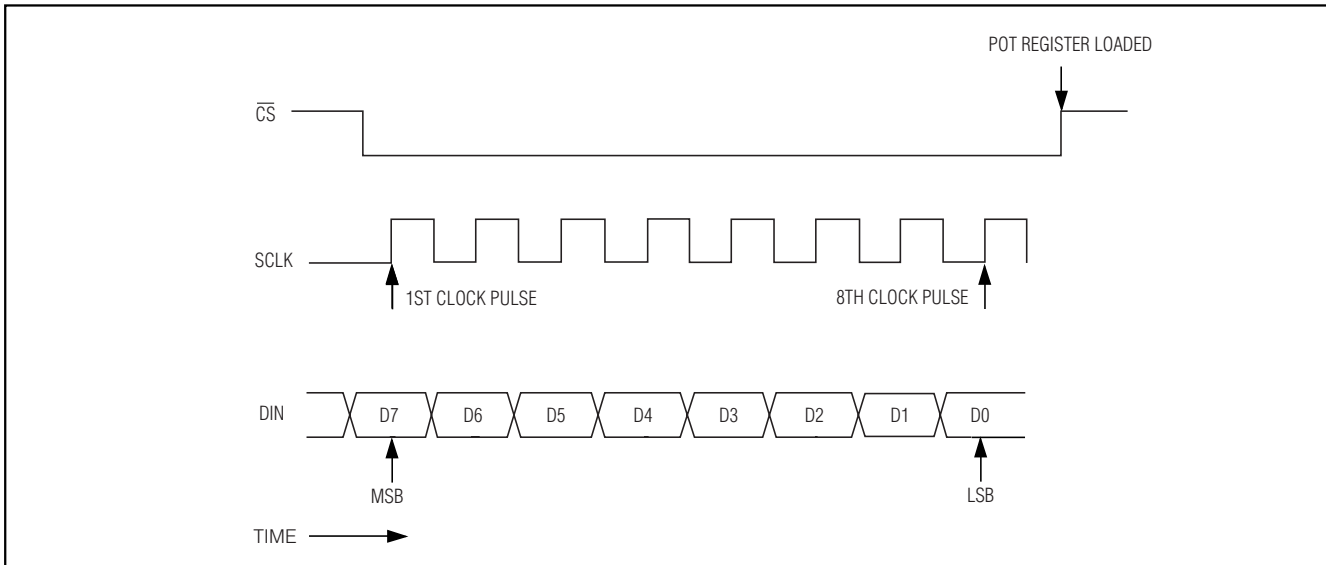 POT REGISTER LOADED
CS
SCLK
1ST CLOCK PULSE
8TH CLOCK PULSE
DIN
D7
D6
D5
D4
D3
D2
D1
D0
MSB
LSB
TIME